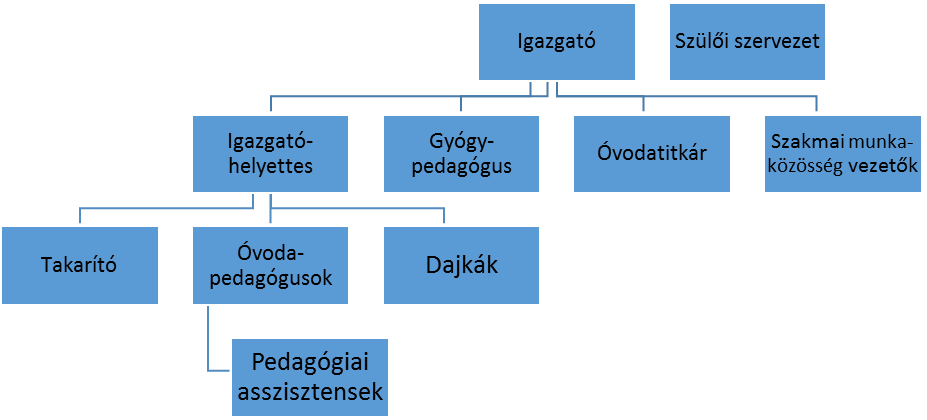 Igazgató
Szülői szervezet
Igazgató-
helyettes
Gyógy-
pedagógus
Óvodatitkár
Szakmai munka-
közösség vezetők
Takarító
Óvoda-
pedagógusok
Dajkák
Pedagógiai
asszisztensek